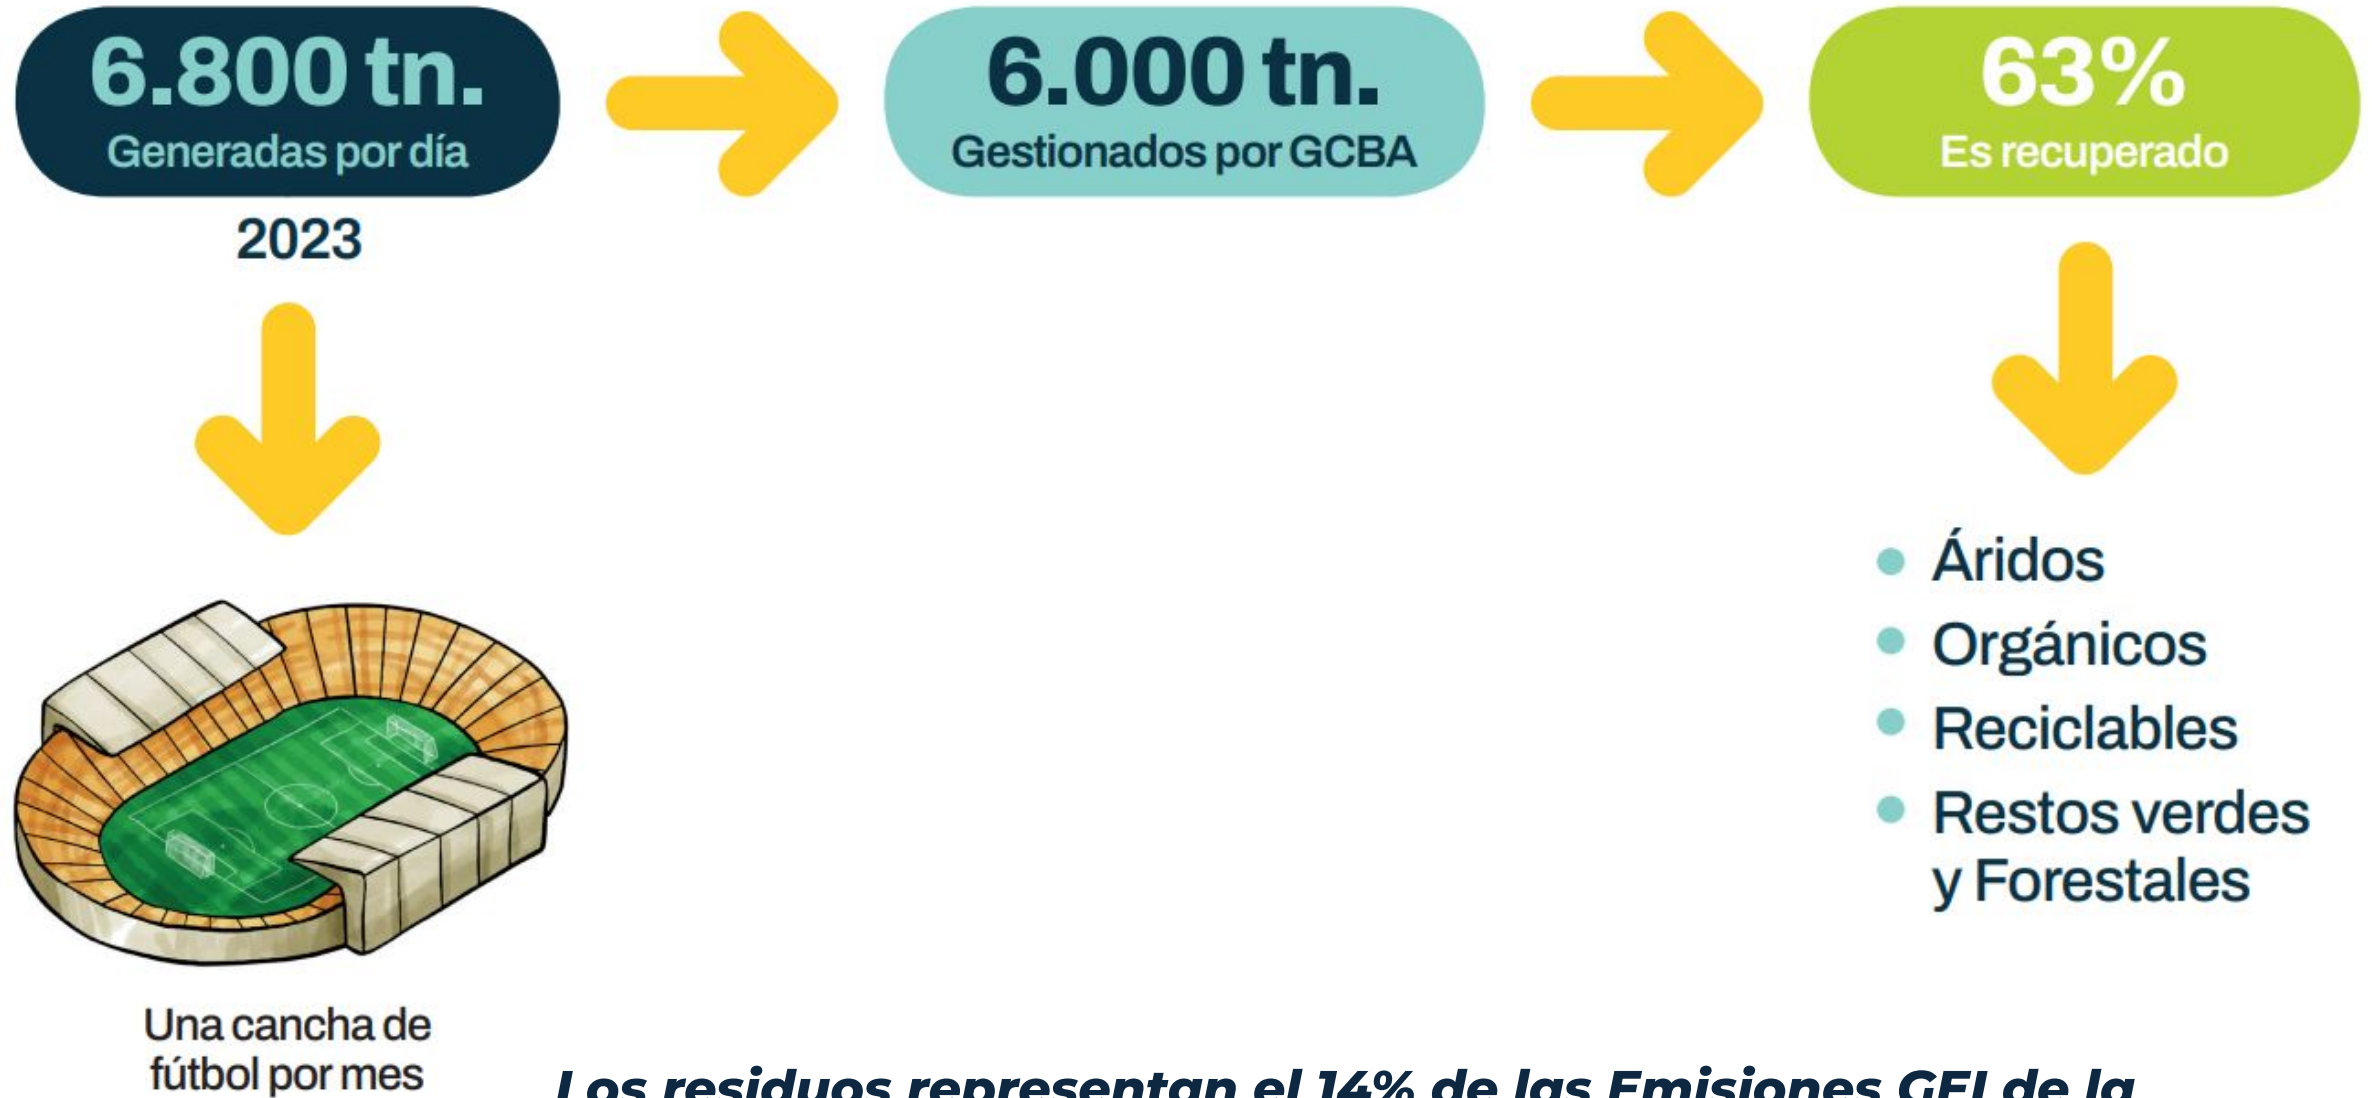 6.800 tn.
Generadas por día
2023
6.000 tn.
Gestionados por GCBA
63%
Es recuperado
Áridos
Orgánicos
Reciclables
Restos verdes
y Forestales
Una cancha de
fútbol por mes
Los residuos representan el 14% de las Emisiones GEI de la